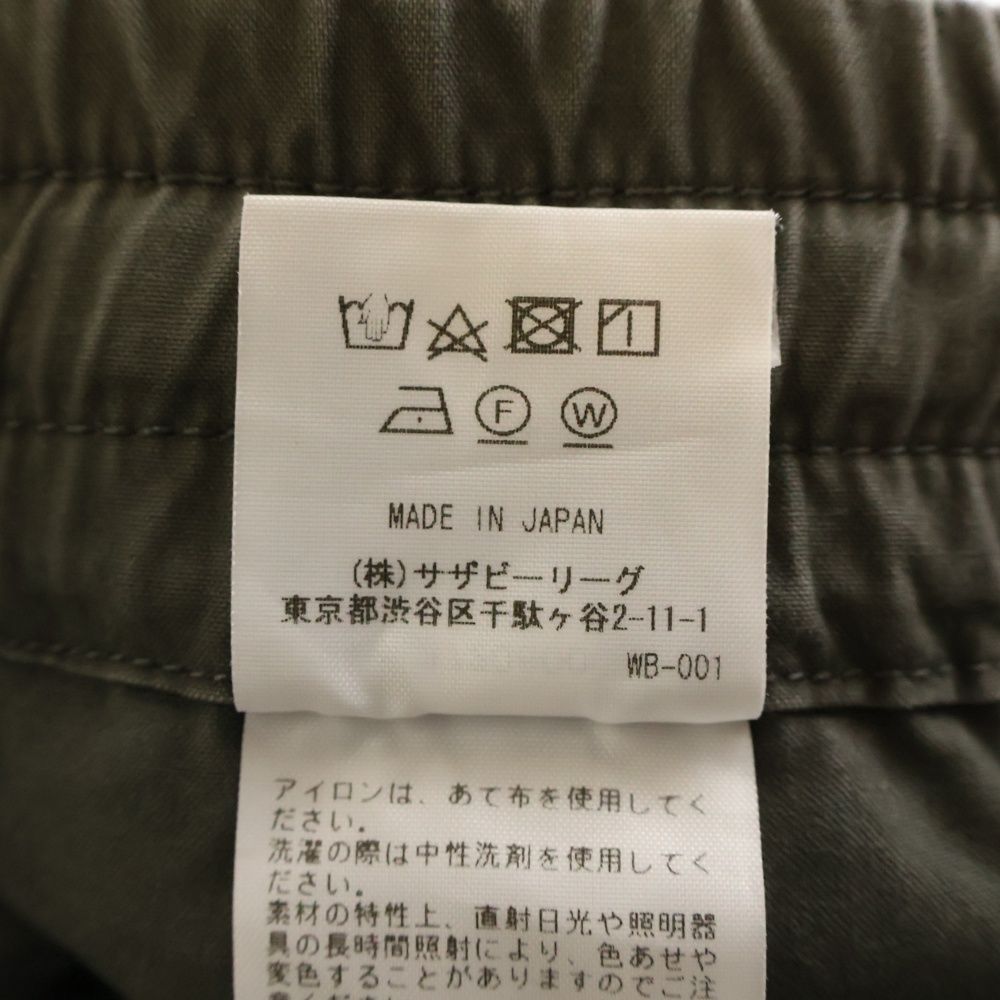 F W
MADE IN JAPAN
(株)サザビーリーグ
東京都渋谷区千駄ヶ谷2-11-1
WB-001
アイロンは、あて布を使用してく
ださい。
洗濯の際は中性洗剤を使用してく
ださい。
素材の特性上、直射日光や照明器
具の長時間照射により、色あせや
変色することがありますのでご注
意ください